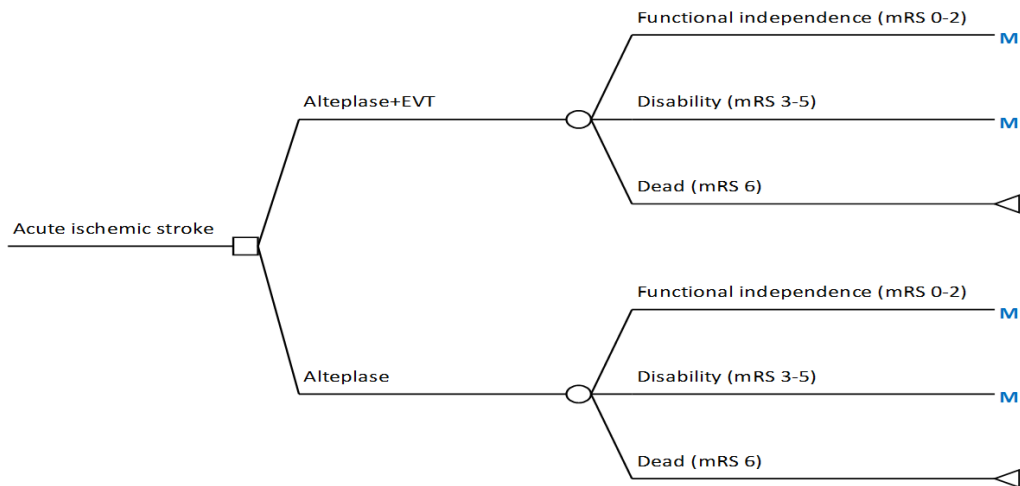 Functional independence (mRS 0-2)
M
Alteplase+EVT
Disability (mRS 3-5)
M
Dead (mRS 6)
Acute ischemic stroke
Functional independence (mRS 0-2)
M
Alteplase
Disability (mRS 3-5)
M
Dead (mRS 6)